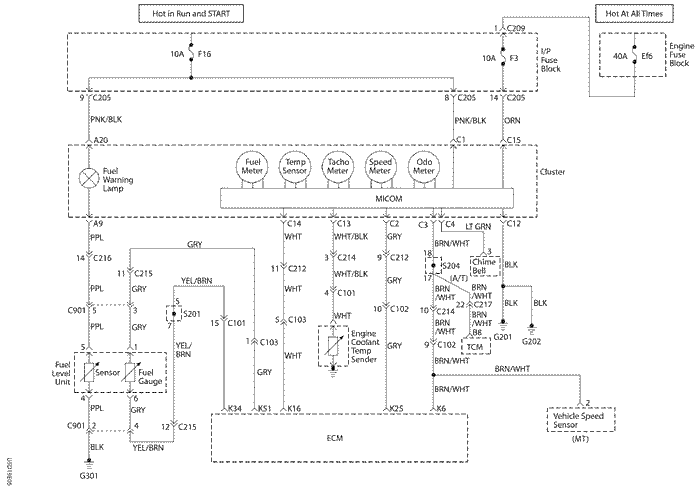 Hot in Run and START
Hot At All Times
1 C209
10A F16
10A F3
I/P Fuse Block
40A Ef6
Engine Fuse Block
9 C205
8 C205
14 C205
PNK/BLK
PNK/BLK
ORN
A20
C1
C15
Fuel Warning Lamp
Fuel Meter
Temp Sensor
Tacho Meter
Speed Meter
Odo Meter
Cluster
MICOM
A9
C14
C13
C2
C3
C4
C12
PPL
GRY
WHT
WHT/BLK
GRY
BRN/WHT
LT GRN
3
Chime Bell
BLK
14 C216
11 C215
YEL/BRN
11 C212
3 C214
9 C212
18
S204
17
(A/T)
PPL
GRY
WHT/BLK
BRN/WHT
BRN/WHT
22 C217
BLK
BLK
C901 5
3
5
S201
7
15 C101
5 C103
4 C101
10 C102
10 C214
G201
G202
PPL
GRY
WHT
BRN/WHT
BRN/WHT
B8
TCM
5
1
YEL/BRN
1 C103
WHT
Engine Coolant Temp Sender
GRY
9 C102
Fuel Level Unit
Sensor
Fuel Gauge
GRY
BRN/WHT
BRN/WHT
4
6
PPL
GRY
K34
K51
K16
K25
K6
2
Vehicle Speed Sensor
(MT)
C901 2
4
12 C215
BLK
YEL/BRN
ECM
G301